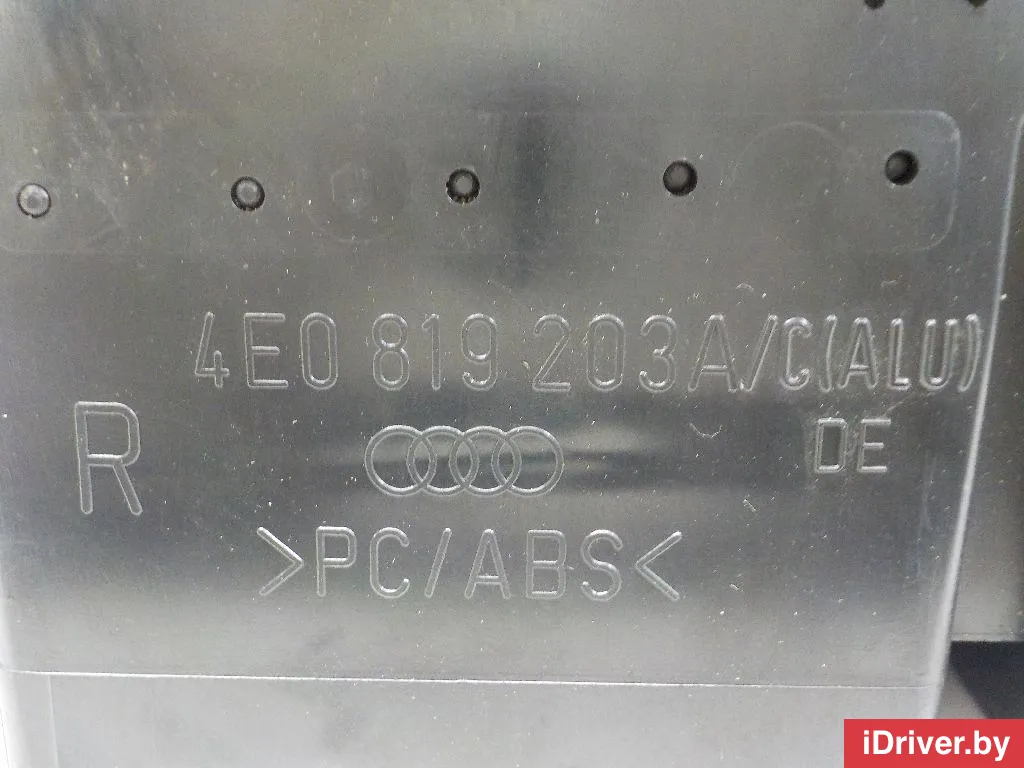 4E0 819 203A/C(ALU)
R
DE
>PC/ABS<
iDriver.by